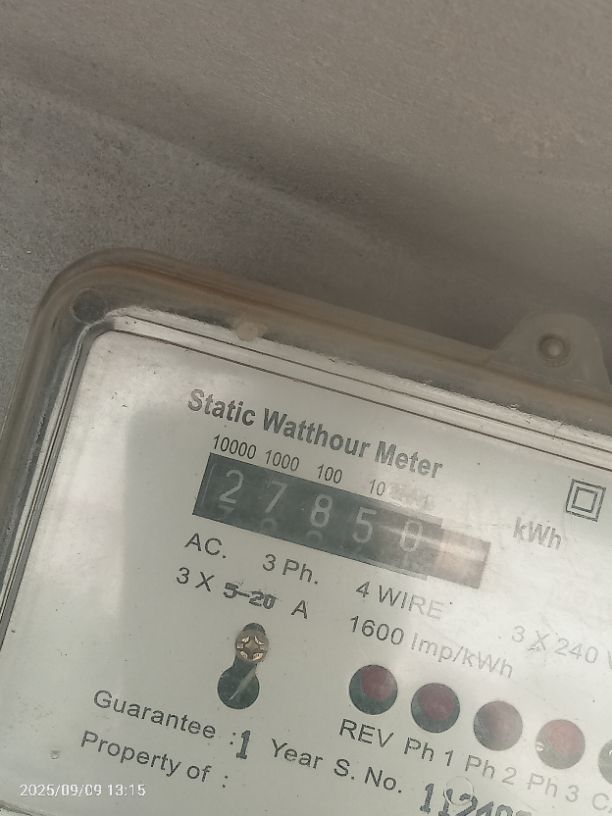 Static Watthour Meter
10000 1000 100 10
27850
kWh
AC. 3 Ph. 4 WIRE
3 X 5-20 A 1600 Imp/kWh 3 X 240
REV Ph 1 Ph 2 Ph 3
Guarantee : 1 Year S. No.
Property of :
2025/09/09 13:15